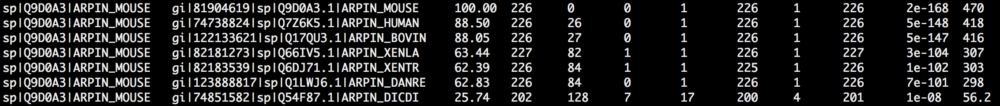 sp|Q9D0A3|ARPIN_MOUSE gi|81904619|sp|Q9D0A3.1|ARPIN_MOUSE 100.00 226 0 0 1 226 1 226 2e-168 470
sp|Q9D0A3|ARPIN_MOUSE gi|74738824|sp|Q7Z6K5.1|ARPIN_HUMAN 88.50 226 26 0 1 226 1 226 5e-148 418
sp|Q9D0A3|ARPIN_MOUSE gi|122133621|sp|Q17QU3.1|ARPIN_BOVIN 88.05 226 27 0 1 226 1 226 5e-147 416
sp|Q9D0A3|ARPIN_MOUSE gi|82181273|sp|Q66IV5.1|ARPIN_XENLA 63.44 227 82 1 1 226 1 227 3e-104 307
sp|Q9D0A3|ARPIN_MOUSE gi|82183539|sp|Q6DJ71.1|ARPIN_XENTR 62.39 226 84 1 1 225 1 226 1e-102 303
sp|Q9D0A3|ARPIN_MOUSE gi|123888817|sp|Q1LWJ6.1|ARPIN_DANRE 62.83 226 84 0 1 226 1 226 7e-101 298
sp|Q9D0A3|ARPIN_MOUSE gi|74851582|sp|Q54F87.1|ARPIN_DICDI 25.74 202 128 7 17 200 4 201 1e-08 56.2